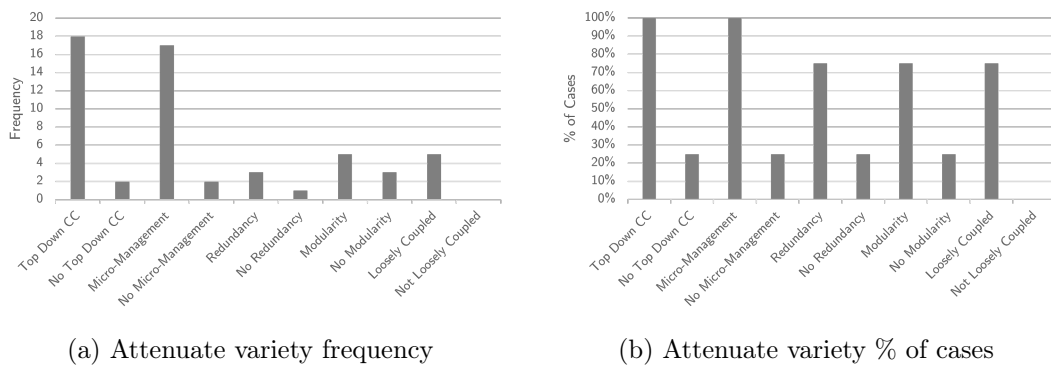 20
18
16
14
12
10
8
6
4
2
0
Frequency
Top Down CC
No Top Down CC
Micro-Management
No Micro-Management
Redundancy
No Redundancy
Modularity
No Modularity
Loosely Coupled
Not Loosely Coupled
(a) Attenuate variety frequency
100%
90%
80%
70%
60%
50%
40%
30%
20%
10%
0%
% of Cases
Top Down CC
No Top Down CC
Micro-Management
No Micro-Management
Redundancy
No Redundancy
Modularity
No Modularity
Loosely Coupled
Not Loosely Coupled
(b) Attenuate variety % of cases